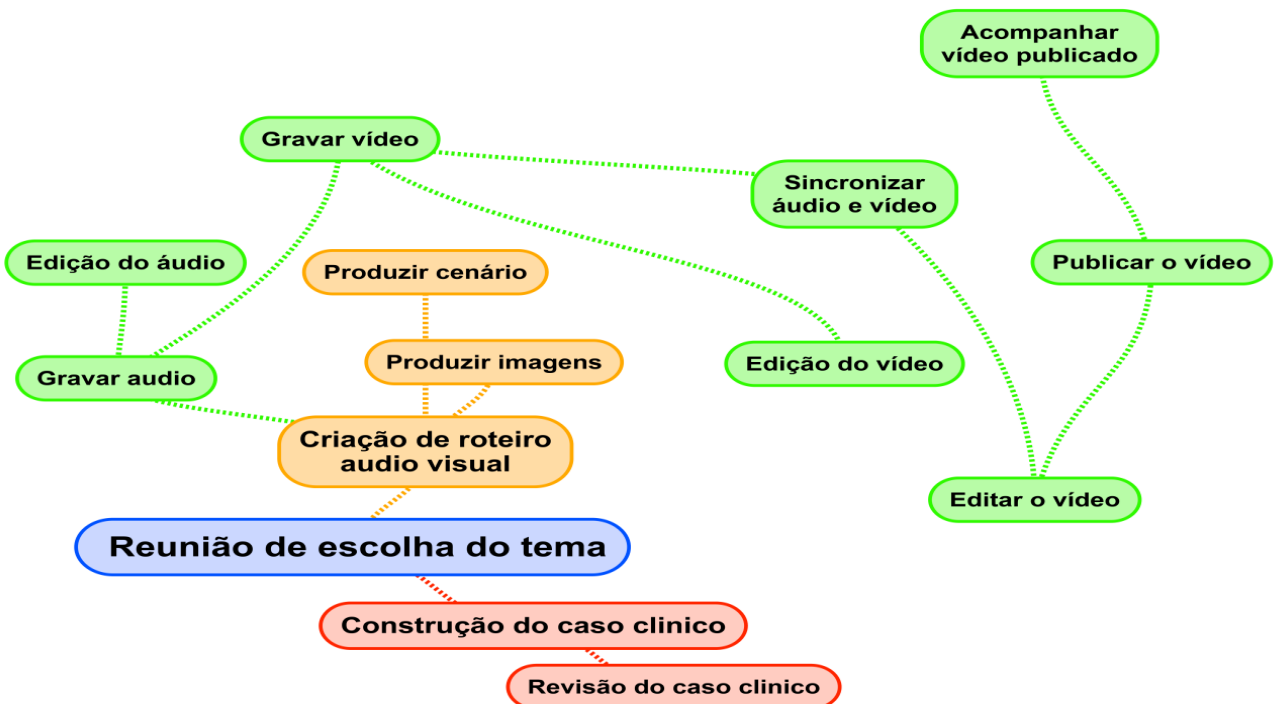 Acompanhar
vídeo publicado
Gravar vídeo
Sincronizar
áudio e vídeo
Edição do áudio
Produzir cenário
Publicar o vídeo
Produzir imagens
Edição do vídeo
Gravar audio
Criação de roteiro
audio visual
Editar o vídeo
Reunião de escolha do tema
Construção do caso clinico
Revisão do caso clinico